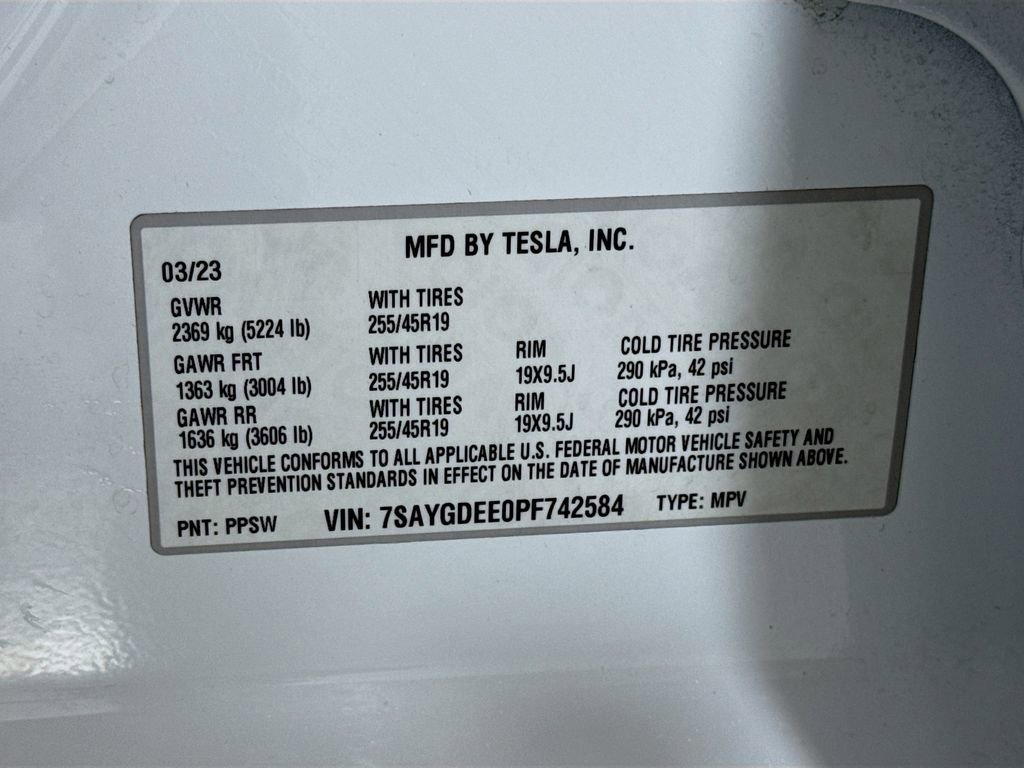 MFD BY TESLA, INC.
03/23
GVWR WITH TIRES
2369 kg (5224 lb) 255/45R19
GAWR FRT WITH TIRES RIM COLD TIRE PRESSURE
1363 kg (3004 lb) 255/45R19 19X9.5J 290 kPa, 42 psi
GAWR RR WITH TIRES RIM COLD TIRE PRESSURE
1636 kg (3606 lb) 255/45R19 19X9.5J 290 kPa, 42 psi
THIS VEHICLE CONFORMS TO ALL APPLICABLE U.S. FEDERAL MOTOR VEHICLE SAFETY AND
THEFT PREVENTION STANDARDS IN EFFECT ON THE DATE OF MANUFACTURE SHOWN ABOVE.
PNT: PPSW VIN: 7SAYGDEE0PF742584 TYPE: MPV